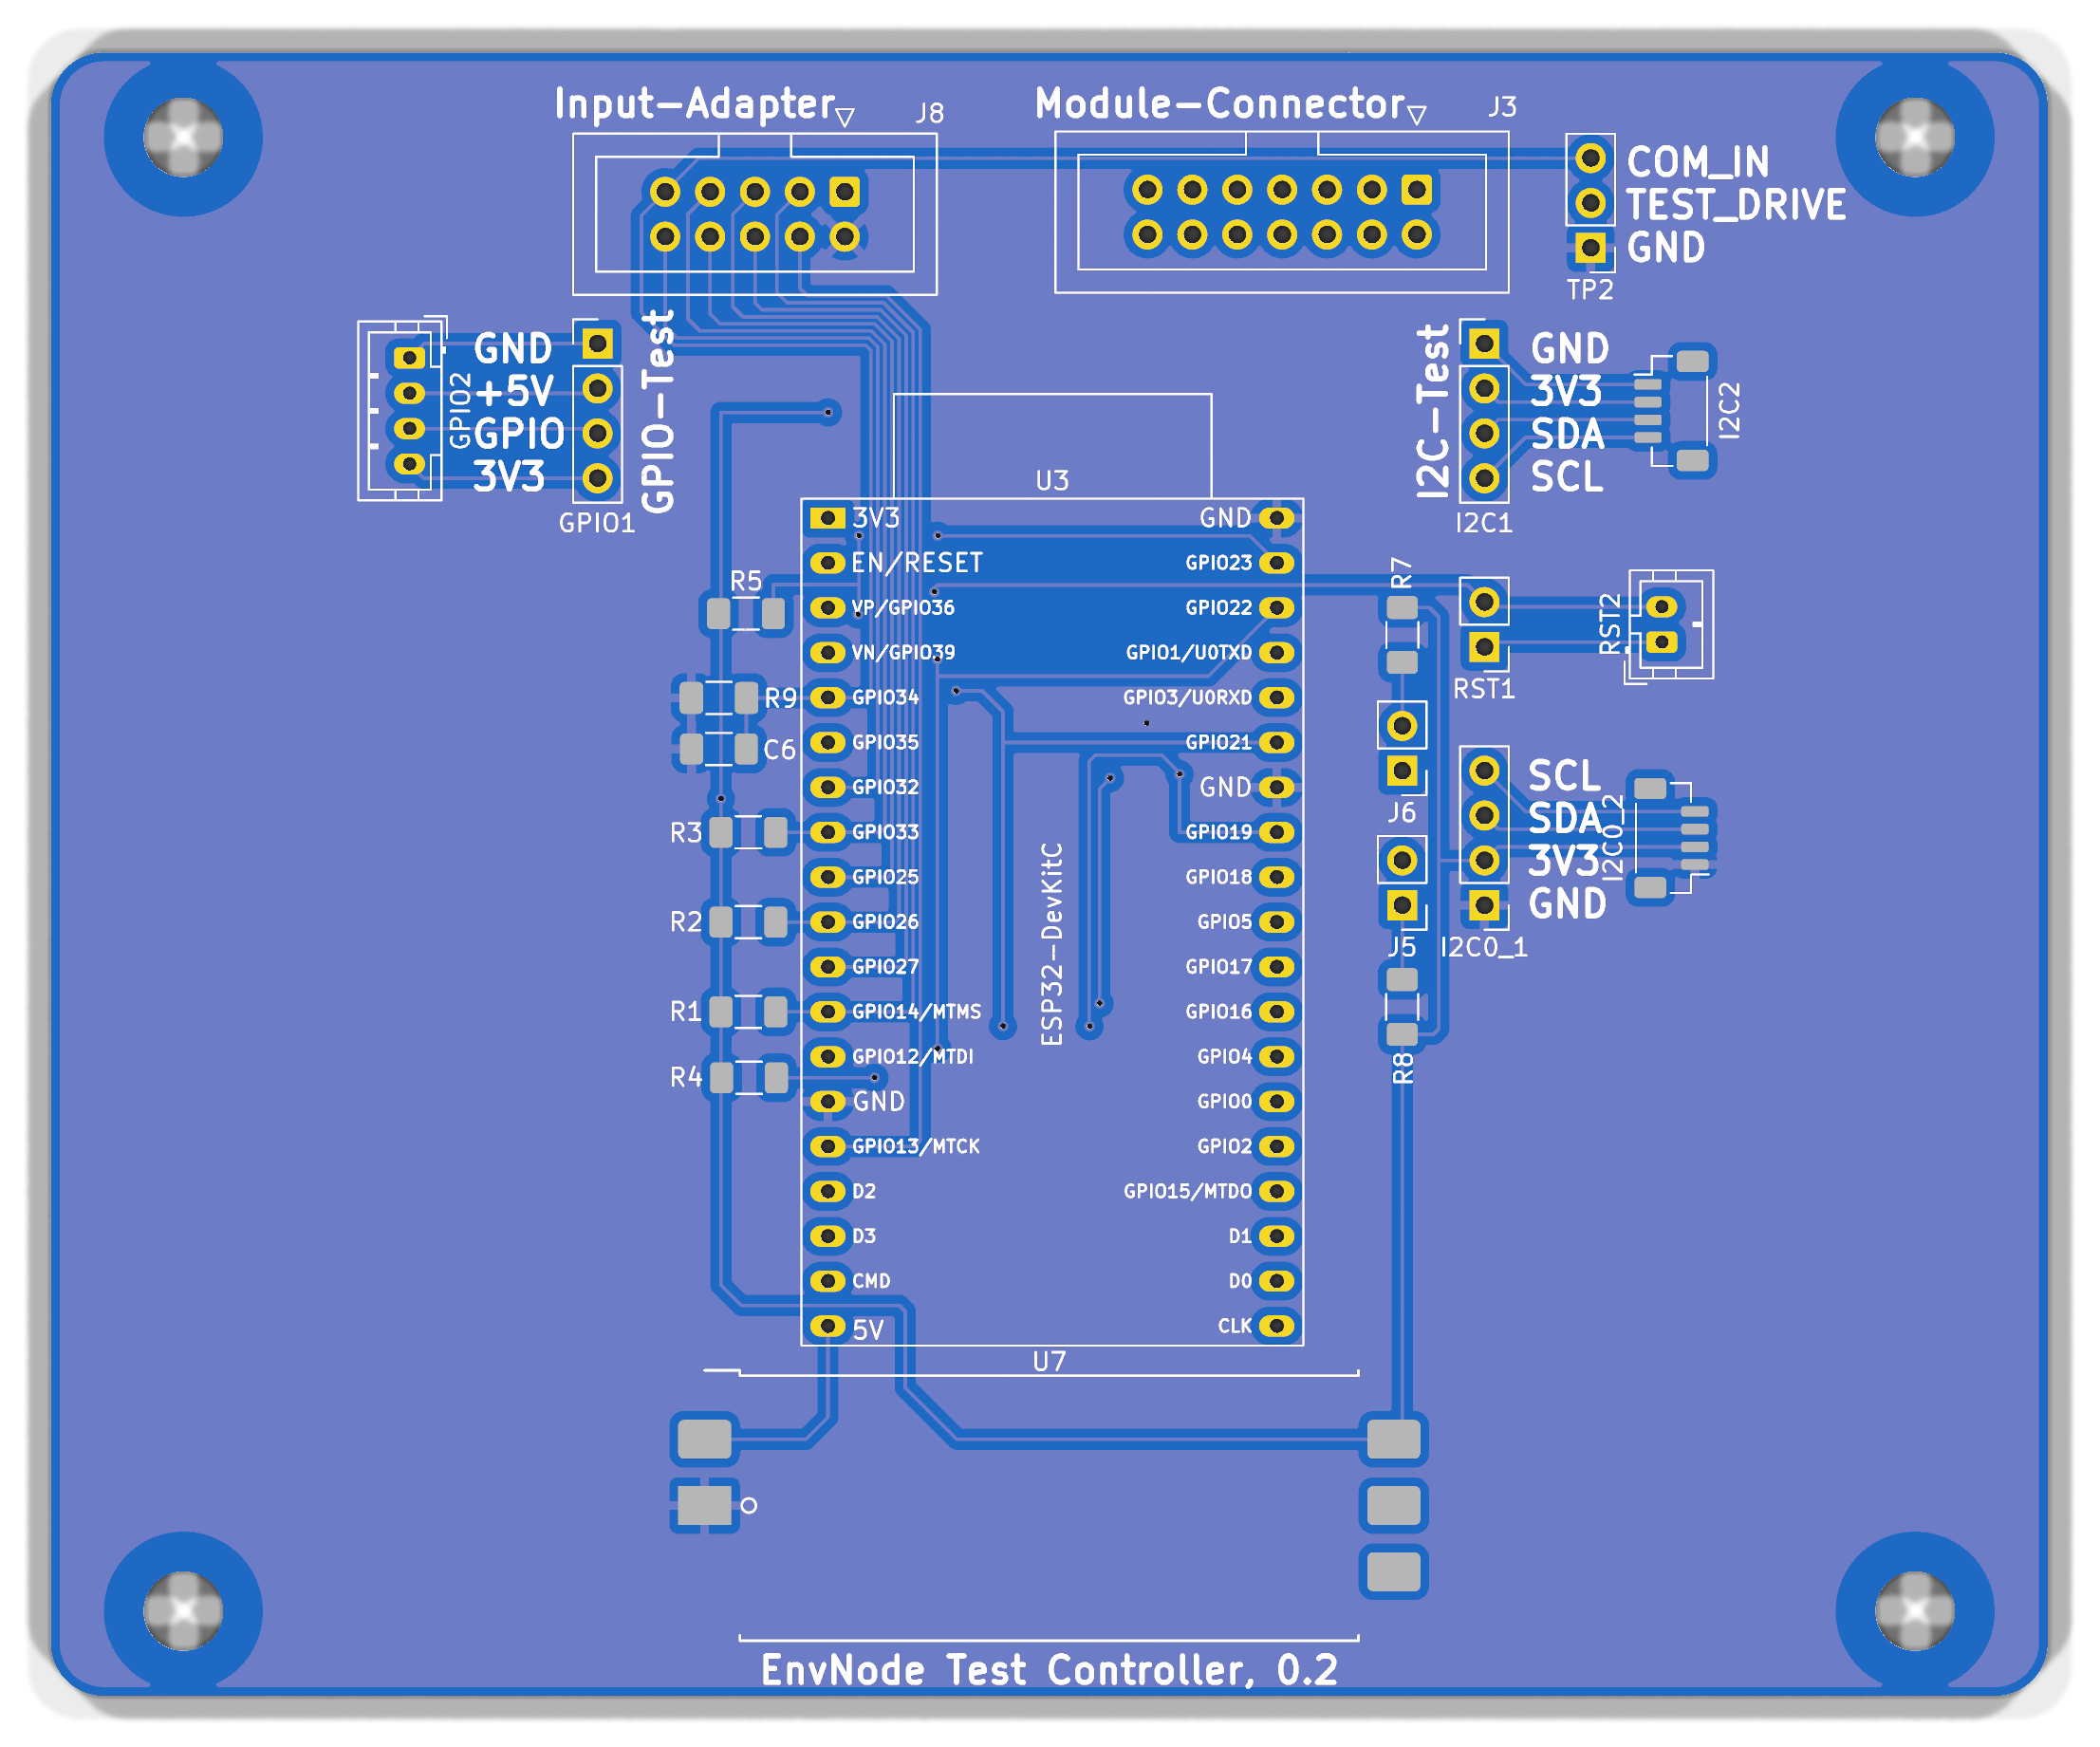 Input-Adapter
J8
Module-Connector
J3
COM_IN
TEST_DRIVE
GND
TP2
GPIO2
GND
+5V
GPIO
3V3
GPIO1
GPIO-Test
I2C-Test
GND
3V3
SDA
SCL
I2C1
I2C2
U3
3V3
EN/RESET
VP/GPIO36
VN/GPIO39
GPIO34
GPIO35
GPIO32
GPIO33
GPIO25
GPIO26
GPIO27
GPIO14/MTMS
GPIO12/MTDI
GND
GPIO13/MTCK
D2
D3
CMD
5V
GND
GPIO23
GPIO22
GPIO1/U0TXD
GPIO3/U0RXD
GPIO21
GND
GPIO19
GPIO18
GPIO5
GPIO17
GPIO16
GPIO4
GPIO0
GPIO2
GPIO15/MTDO
D1
D0
CLK
ESP32-DevKitC
R5
R9
C6
R3
R2
R1
R4
R7
RST2
RST1
J6
SCL
SDA
3V3
GND
I2C0_2
J5
I2C0_1
R8
U7
EnvNode Test Controller, 0.2